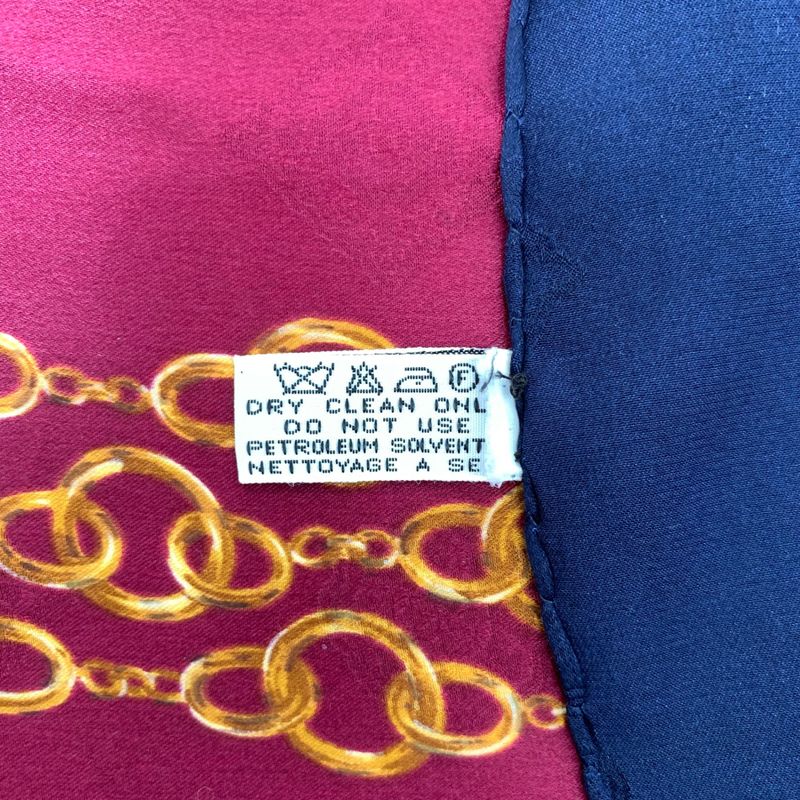 F
DRY CLEAN ONL
DO NOT USE
PETROLEUM SOLVENT
NETTOYAGE A SE